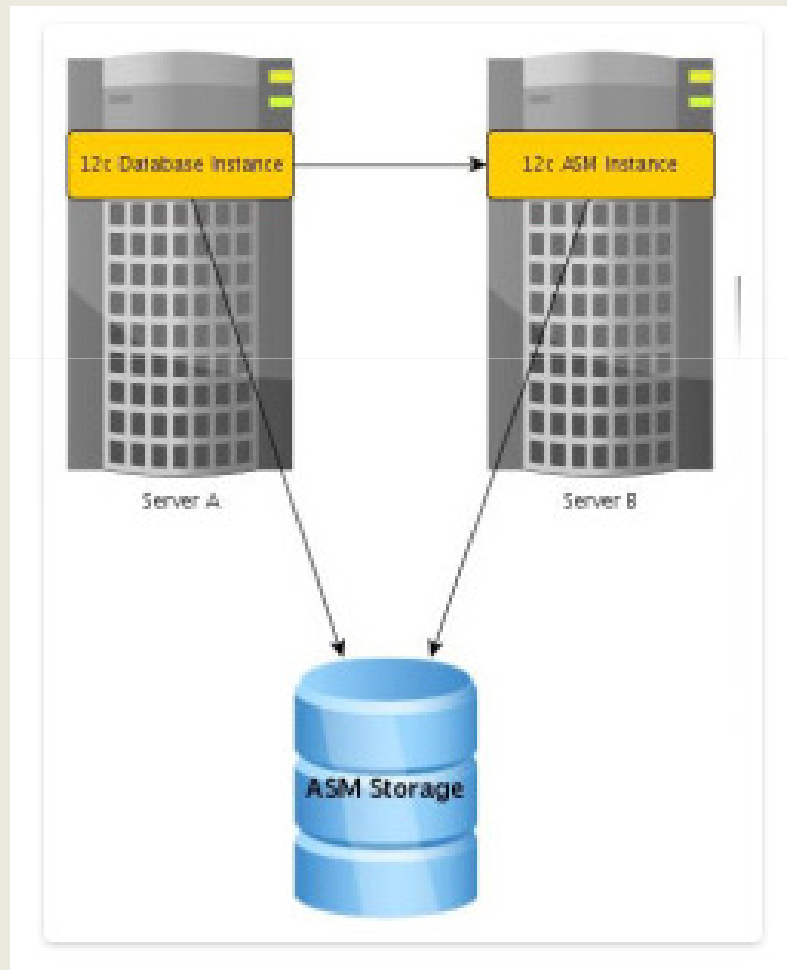 12c Database Instance
12c ASM Instance
Server A
Server B
ASM Storage